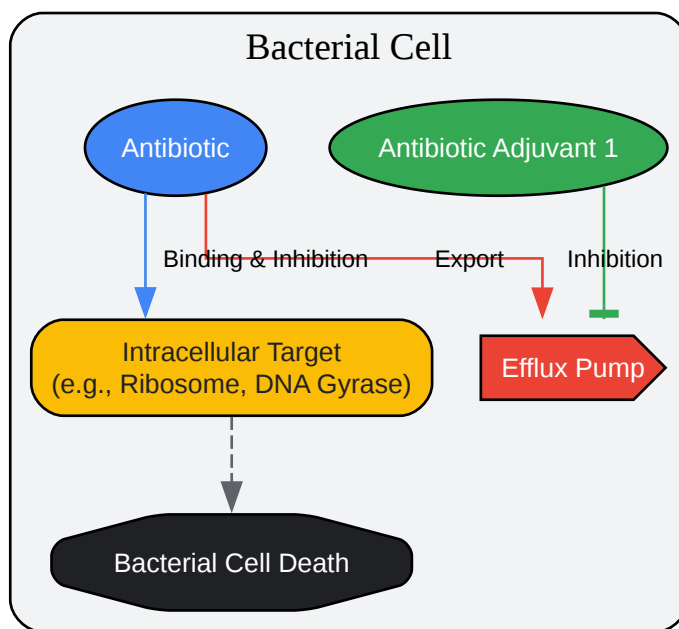 Bacterial Cell
Antibiotic
Antibiotic Adjuvant 1
Binding & Inhibition
Export
Inhibition
Intracellular Target
(e.g., Ribosome, DNA Gyrase)
Efflux Pump
Bacterial Cell Death